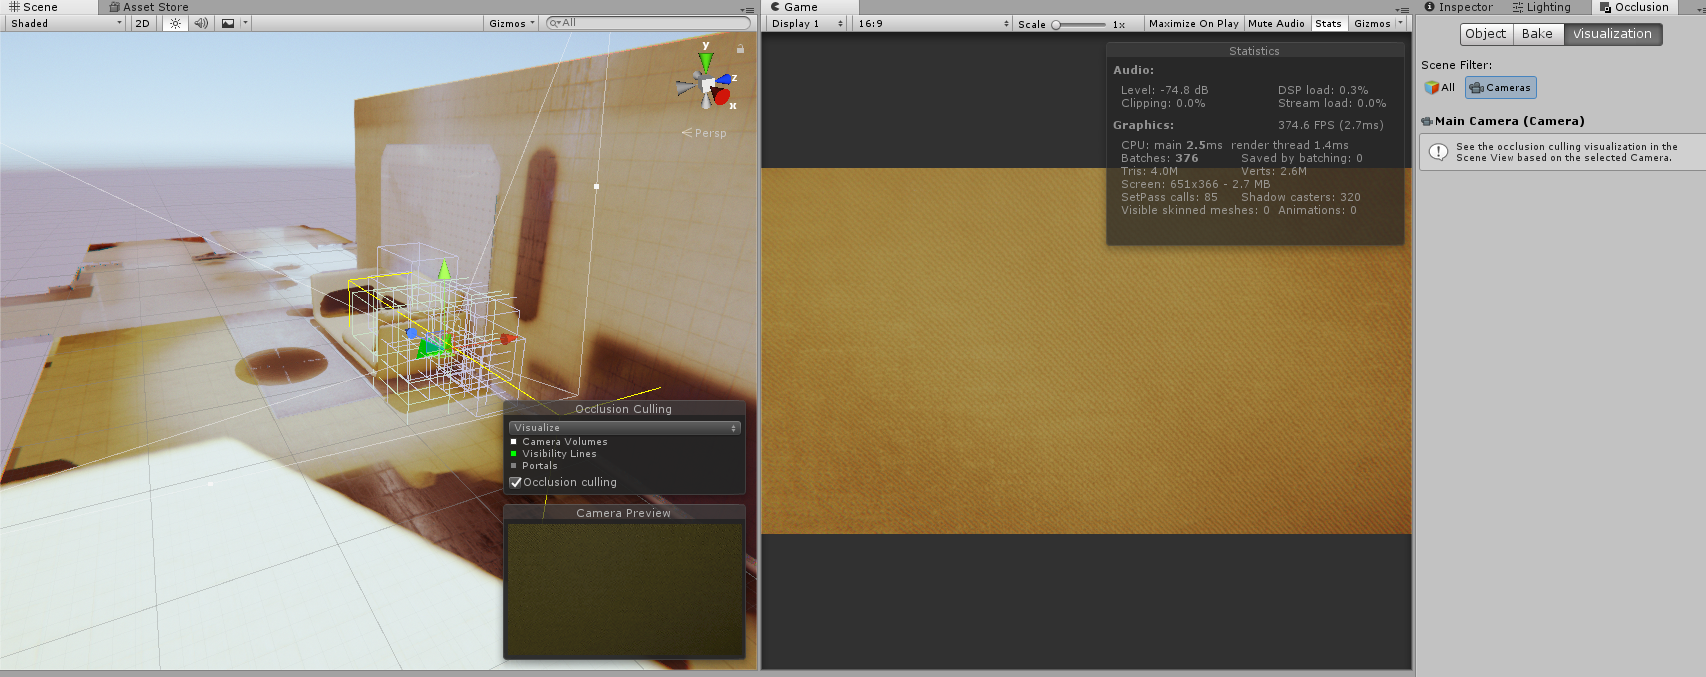 Scene
Asset Store
Shaded
2D
Gizmos
All
y
z
x
Persp
Occlusion Culling
Visualize
Camera Volumes
Visibility Lines
Portals
Occlusion culling
Camera Preview
Game
Display 1
16:9
Scale
1x
Maximize On Play
Mute Audio
Stats
Gizmos
Statistics
Audio:
Level: -74.8 dB
DSP load: 0.3%
Clipping: 0.0%
Stream load: 0.0%
Graphics:
374.6 FPS (2.7ms)
CPU: main 2.5ms render thread 1.4ms
Batches: 376
Saved by batching: 0
Tris: 4.0M
Verts: 2.6M
Screen: 651x366 - 2.7 MB
SetPass calls: 85
Shadow casters: 320
Visible skinned meshes: 0 Animations: 0
Inspector
Lighting
Occlusion
Object
Bake
Visualization
Scene Filter:
All
Cameras
Main Camera (Camera)
See the occlusion culling visualization in the
Scene View based on the selected Camera.